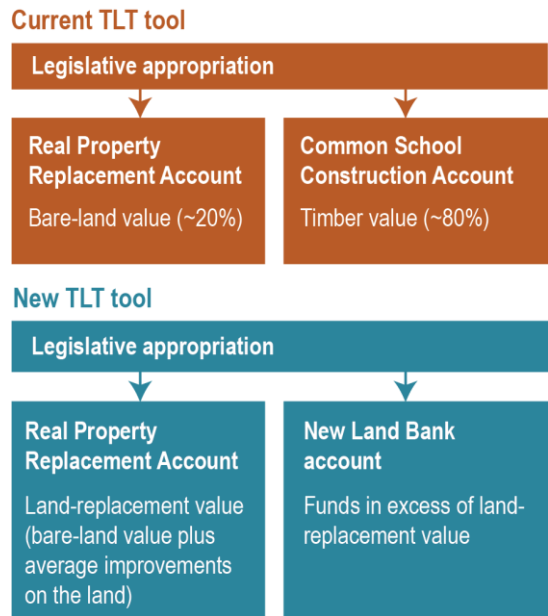 Current TLT tool
Legislative appropriation
Real Property
Replacement Account
Bare-land value (~20%)
Common School
Construction Account
Timber value (~80%)
New TLT tool
Legislative appropriation
Real Property
Replacement Account
Land-replacement value
(bare-land value plus
average improvements
on the land)
New Land Bank
account
Funds in excess of land-
replacement value